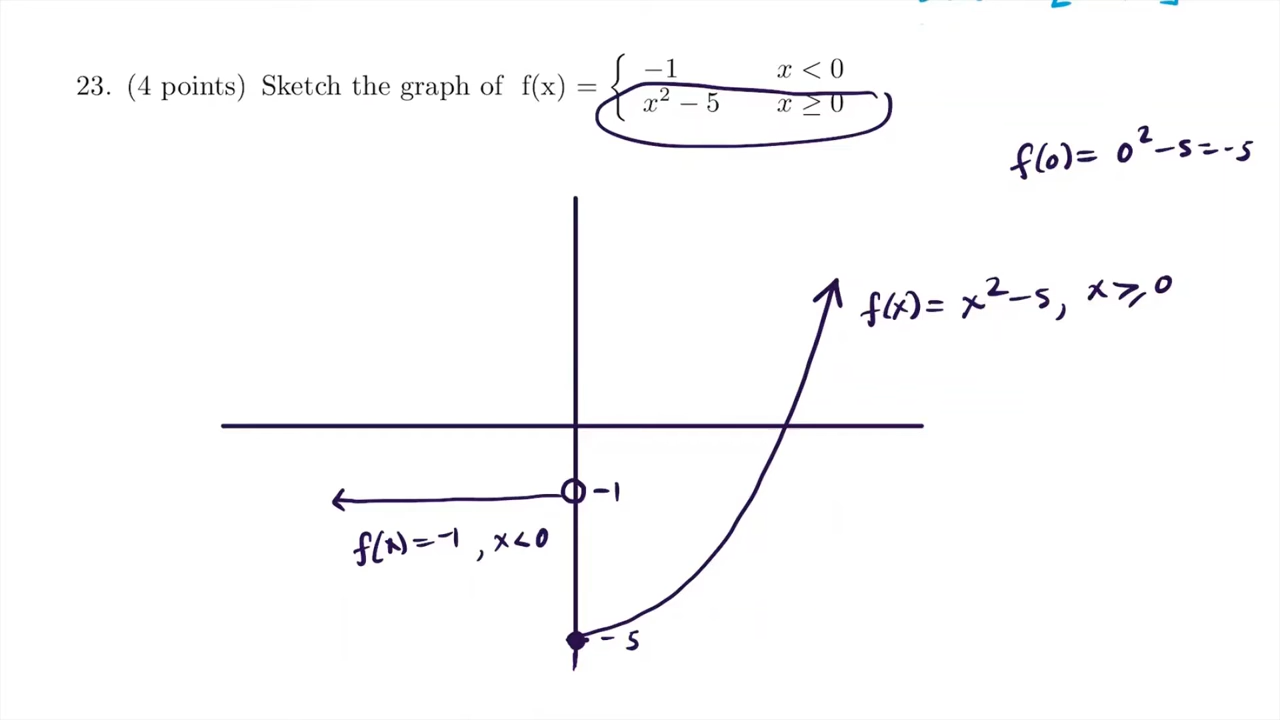 23. (4 points) Sketch the graph of f(x) = { −1 x < 0
x² − 5 x ≥ 0
f(0) = 0² − 5 = -5
f(x) = x² − 5, x ≥ 0
−1
f(x) = −1, x < 0
−5